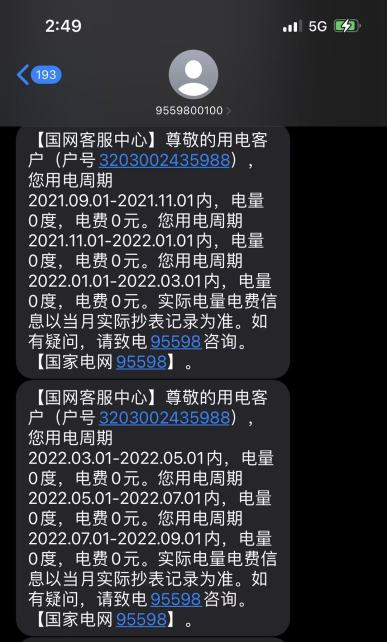 2:49
5G
193
9559800100
【国网客服中心】尊敬的用电客
户（户号3203002435988），
您用电周期
2021.09.01-2021.11.01内，电量
0度，电费0元。您用电周期
2021.11.01-2022.01.01内，电量
0度，电费0元。您用电周期
2022.01.01-2022.03.01内，电量
0度，电费0元。实际电量电费信
息以当月实际抄表记录为准。如
有疑问，请致电95598咨询。
【国家电网95598】。
【国网客服中心】尊敬的用电客
户（户号3203002435988），
您用电周期
2022.03.01-2022.05.01内，电量
0度，电费0元。您用电周期
2022.05.01-2022.07.01内，电量
0度，电费0元。您用电周期
2022.07.01-2022.09.01内，电量
0度，电费0元。实际电量电费信
息以当月实际抄表记录为准。如
有疑问，请致电95598咨询。
【国家电网95598】。